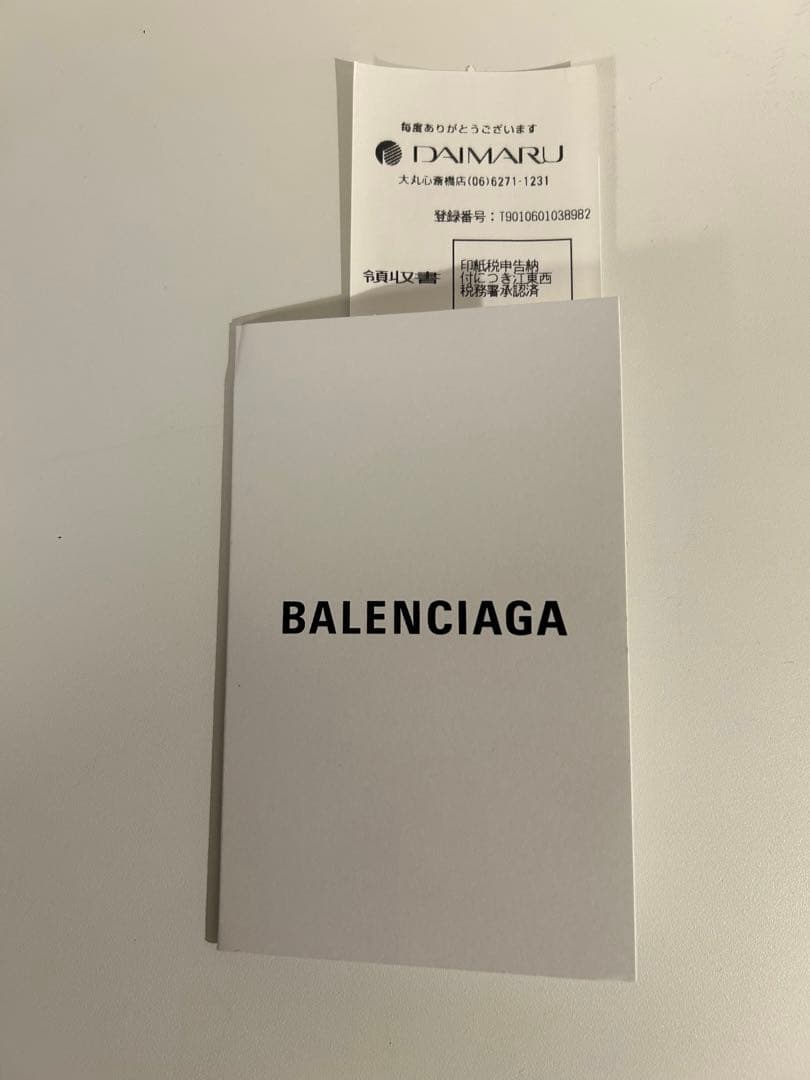 毎度ありがとうございます
DAIMARU
大丸心斎橋店(06)6271-1231
登録番号：T9010601038982
領収書
印紙税申告納
付につき江東西
税務署承認済
BALENCIAGA